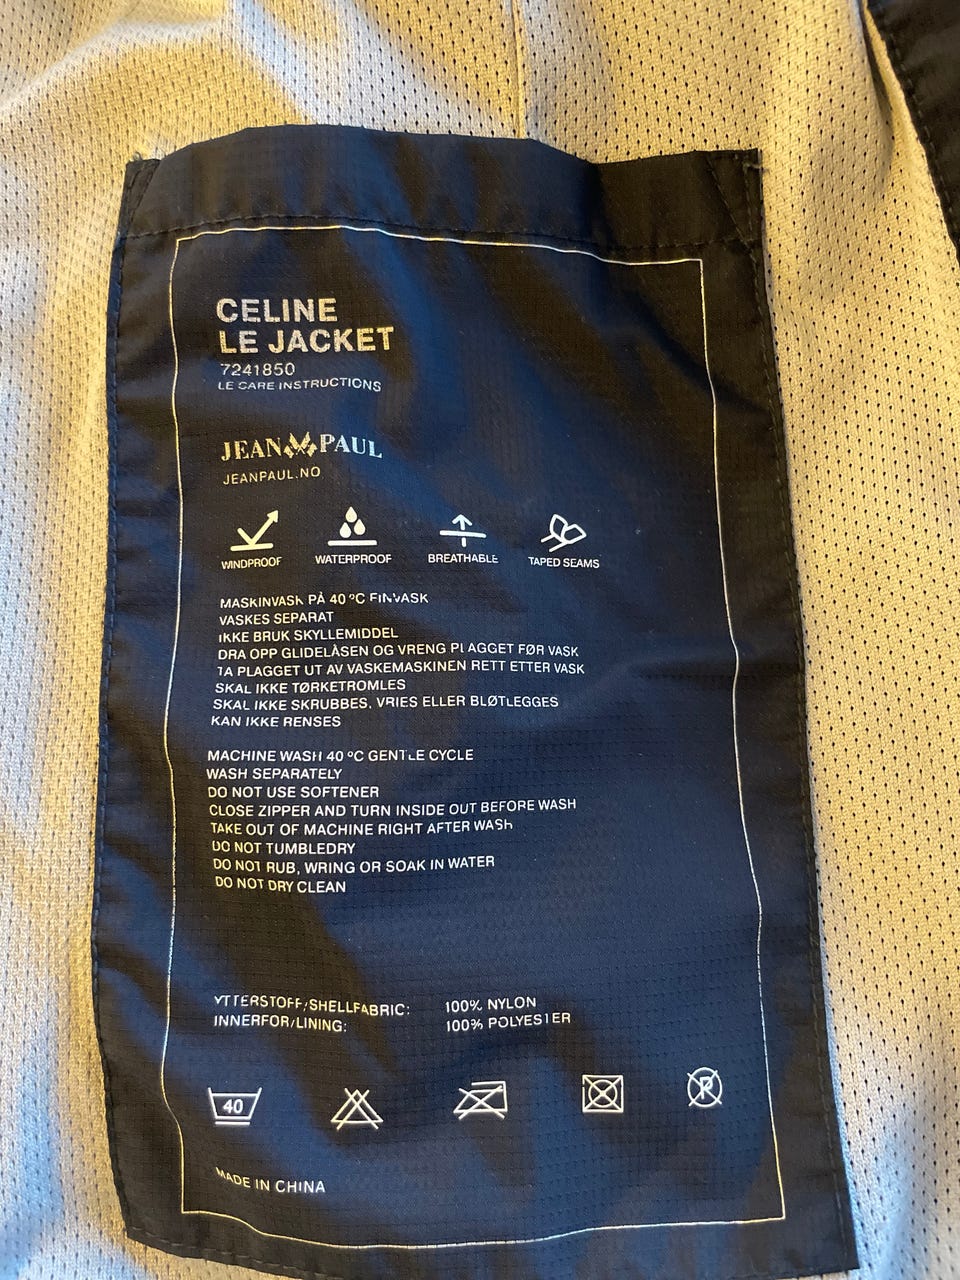 CELINE
LE JACKET
7241850
LE CARE INSTRUCTIONS
JEAN PAUL
JEANPAUL.NO
WINDPROOF
WATERPROOF
BREATHABLE
TAPED SEAMS
MASKINVASK PÅ 40 °C FINVASK
VASKES SEPARAT
IKKE BRUK SKYLLEMIDDEL
DRA OPP GLIDELÅSEN OG VRENG PLAGGET FØR VASK
TA PLAGGET UT AV VASKEMASKINEN RETT ETTER VASK
SKAL IKKE TØRKETROMLES
SKAL IKKE SKRUBBES, VRIES ELLER BLØTLEGGES
KAN IKKE RENSES
MACHINE WASH 40 °C GENTLE CYCLE
WASH SEPARATELY
DO NOT USE SOFTENER
CLOSE ZIPPER AND TURN INSIDE OUT BEFORE WASH
TAKE OUT OF MACHINE RIGHT AFTER WASH
DO NOT TUMBLEDRY
DO NOT RUB, WRING OR SOAK IN WATER
DO NOT DRY CLEAN
YTTERSTOFF/SHELLFABRIC: 100% NYLON
INNERFOR/LINING: 100% POLYESTER
40 P
MADE IN CHINA